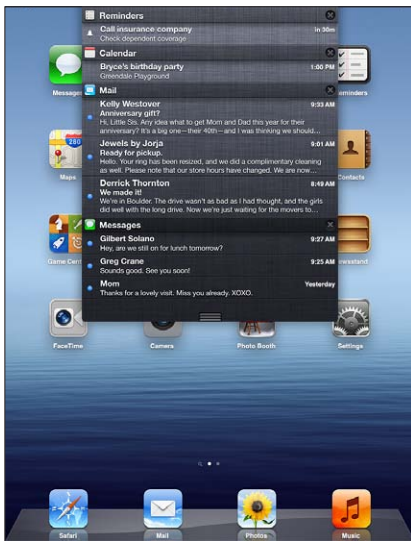 Reminders
Call insurance company in 30m
Check dependent coverage
Calendar
Bryce's birthday party 1:00 PM
Greendale Playground
Mail
Kelly Westover 9:33 AM
Anniversary gift?
Hi, Little Sis. Any idea what to get Mom and Dad this year for their
anniversary? It's a big one—their 40th—and I was thinking we should…
Jewels by Jorja 9:01 AM
Ready for pickup.
Hello. Your ring has been resized, and we did a complimentary cleaning
as well. Please note that our store hours have changed. We are now…
Derrick Thornton 8:49 AM
We made it!
We're in Boulder. The drive wasn't as bad as I had thought, and the girls
did well with the long drive. Now we're just waiting for the movers to…
Messages
Gilbert Solano 9:27 AM
Hey, are we still on for lunch tomorrow?
Greg Crane 9:25 AM
Sounds good. See you soon!
Mom Yesterday
Thanks for a lovely visit. Miss you already. XOXO.
Messages eminders
280
Maps Contacts
Game Cent ewsstand
FaceTime Camera Photo Booth Settings
Safari Mail Photos Music